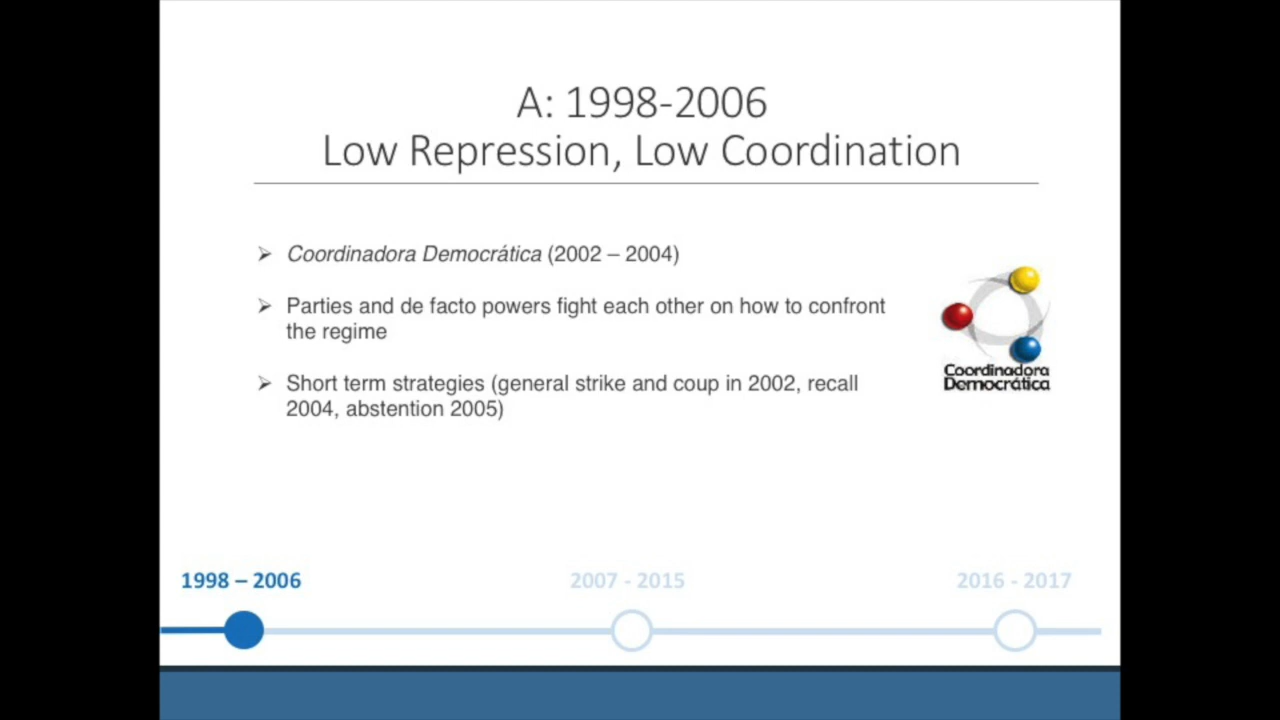 A: 1998-2006
Low Repression, Low Coordination
Coordinadora Democrática (2002 – 2004)
Parties and de facto powers fight each other on how to confront
the regime
Short term strategies (general strike and coup in 2002, recall
2004, abstention 2005)
Coordinadora
Democrática
1998 – 2006
2007 - 2015
2016 - 2017